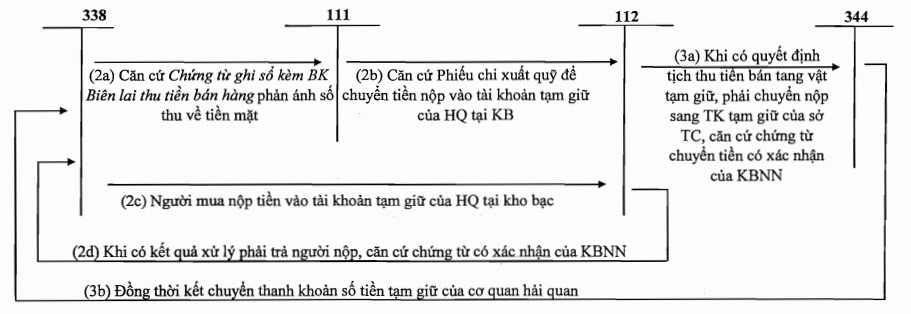 338 111 112 344
(2a) Căn cứ Chứng từ ghi sổ kèm BK
Biên lai thu tiền bán hàng phản ánh số
thu về tiền mặt
(2b) Căn cứ Phiếu chi xuất quỹ để
chuyển tiền nộp vào tài khoản tạm giữ
của HQ tại KB
(3a) Khi có quyết định
tịch thu tiền bán tang vật
tạm giữ, phải chuyển nộp
sang TK tạm giữ của sở
TC, căn cứ chứng từ
chuyển tiền có xác nhận
của KBNN
(2c) Người mua nộp tiền vào tài khoản tạm giữ của HQ tại kho bạc
(2d) Khi có kết quả xử lý phải trả người nộp, căn cứ chứng từ có xác nhận của KBNN
(3b) Đồng thời kết chuyển thanh khoản số tiền tạm giữ của cơ quan hải quan